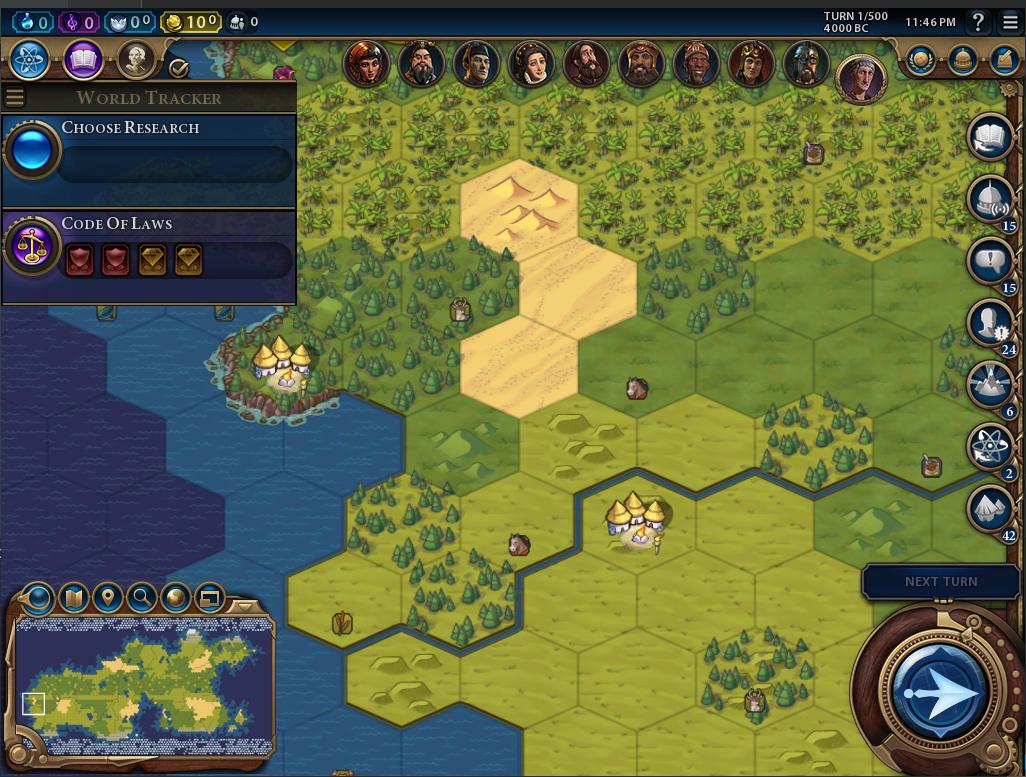 0 0 0⁰ 10⁰ 0
TURN 1/500
4000 BC
11:46 PM
?
WORLD TRACKER
CHOOSE RESEARCH
CODE OF LAWS
15
15
24
6
2
42
NEXT TURN